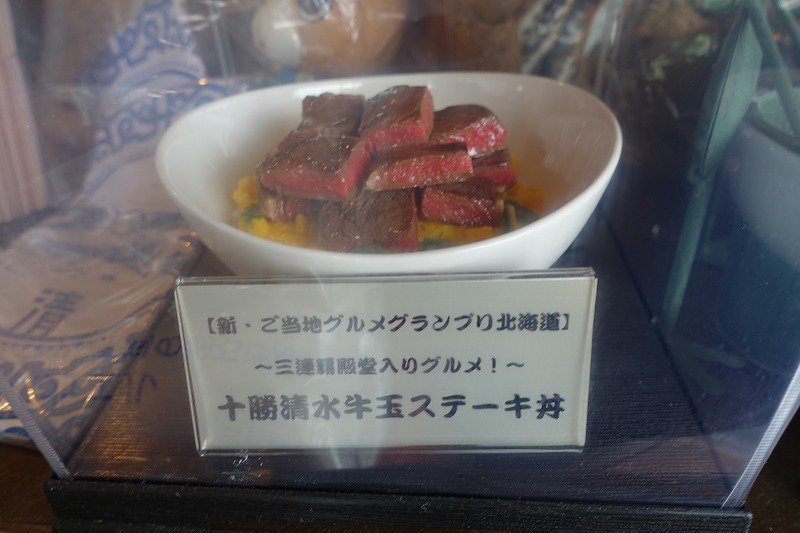 【新・ご当地グルメグランプリ北海道】
~三連覇殿堂入りグルメ!~
十勝清水牛玉ステーキ丼